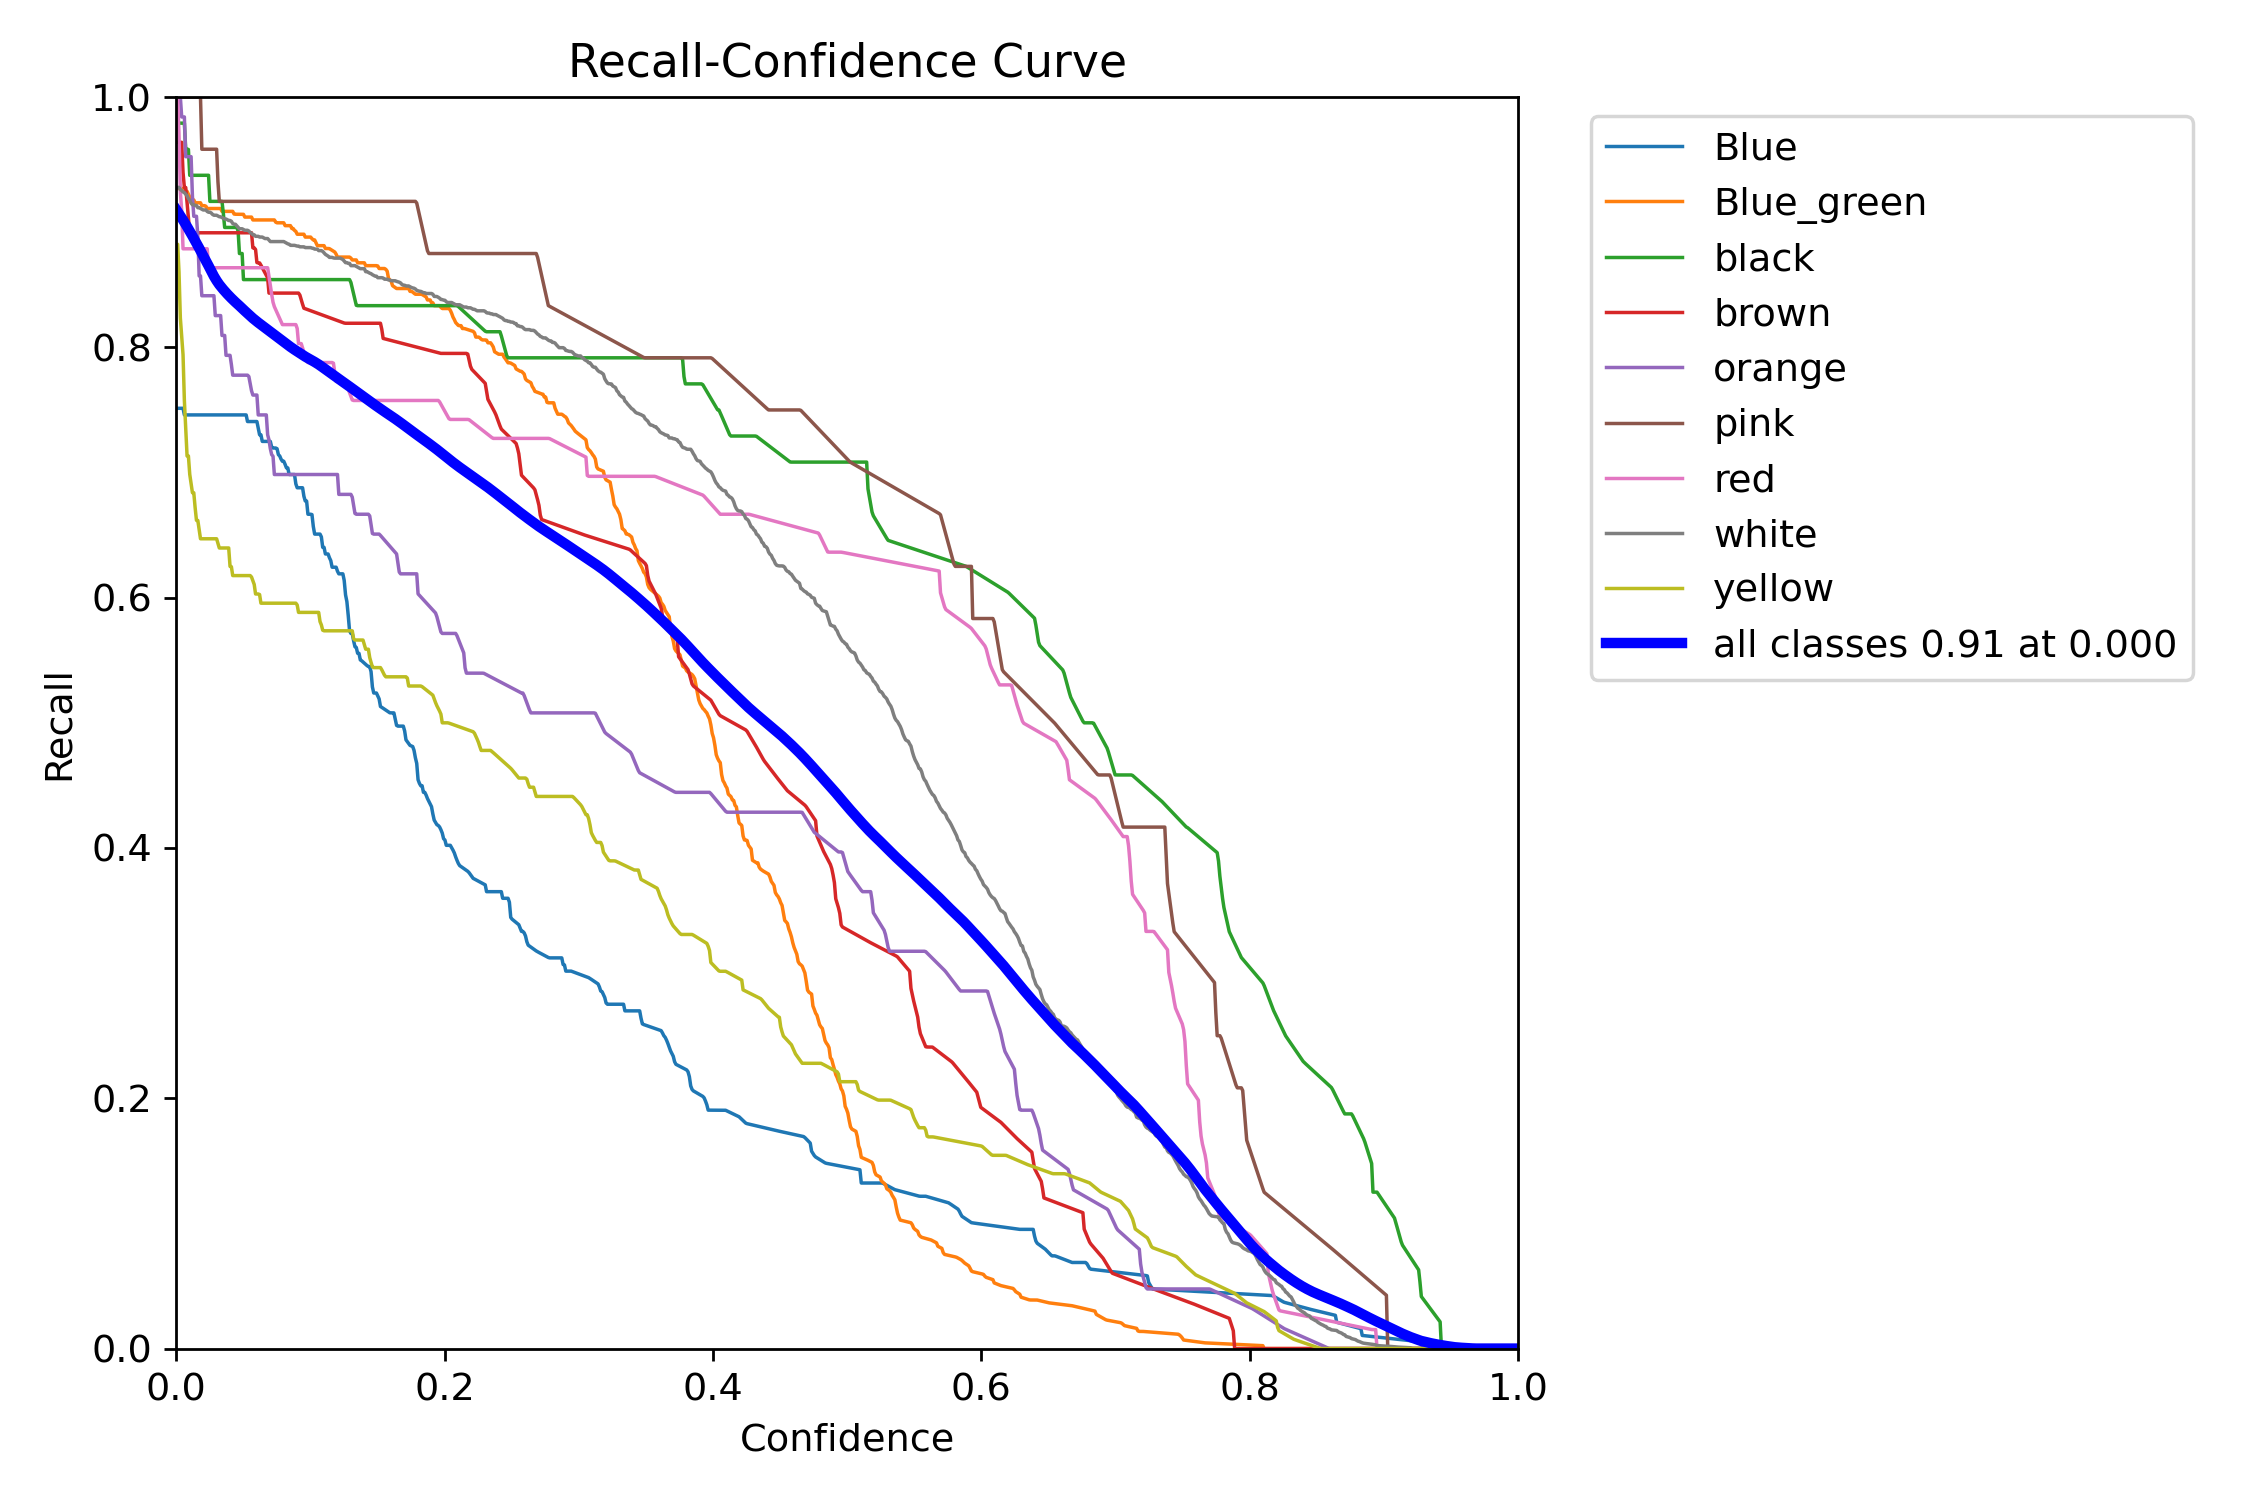 Recall-Confidence Curve
1.0
0.8
0.6
0.4
0.2
0.0
Recall
0.0 0.2 0.4 0.6 0.8 1.0
Confidence
Blue
Blue_green
black
brown
orange
pink
red
white
yellow
all classes 0.91 at 0.000